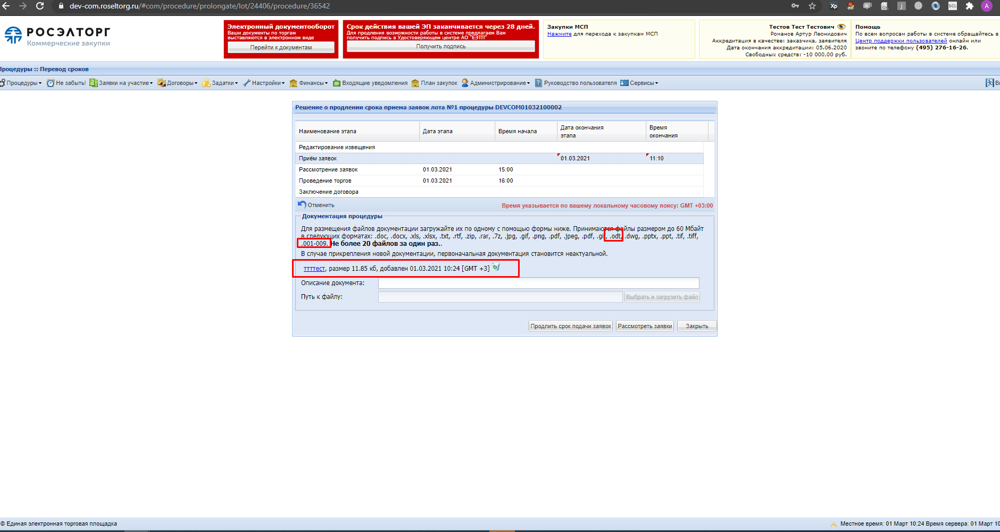 dev-com.roseltorg.ru/#com/procedure/prolongate/lot/24406/procedure/36542
Xp
j
SCL
A
РОСЭЛТОРГ
Коммерческие закупки
Электронный документооборот
Ваши документы по торгам
выставляются в электронном виде
Перейти к документам
Срок действия вашей ЭП заканчивается через 28 дней.
Для продления возможности работы в системе предлагаем Вам
получить подпись в Удостоверяющем центре АО "ЕЭТП"
Получить подпись
Закупки МСП
Нажмите для перехода к закупкам МСП
Тестов Тест Тестович
Романов Артур Леонидович
Аккредитация в качестве: заказчика, заявителя
Дата окончания аккредитации: 05.06.2020
Свободных средств: -10 000,00 руб.
Помощь
По всем вопросам работы в системе обращайтесь в
Центр поддержки пользователей онлайн или
звоните по телефону (495) 276-16-26.
Процедуры :: Перевод сроков
Процедуры Не забыть! Заявки на участие Договоры Задатки Настройки Финансы Входящие уведомления План закупок Администрирование Руководство пользователя Сервисы
Решение о продлении срока приема заявок лота №1 процедуры DEVCOM01032100002
Наименование этапа Дата этапа Время начала Дата окончания этапа Время окончания
Редактирование извещения
Приём заявок 01.03.2021 11:10
Рассмотрение заявок 01.03.2021 15:00
Проведение торгов 01.03.2021 16:00
Заключение договора
Отменить Время указывается по вашему локальному часовому поясу: GMT +03:00
Документация процедуры
Для размещения файлов документации загружайте их по одному с помощью формы ниже. Принимаются файлы размером до 60 Мбайт
в следующих форматах: .doc, .docx, .xls, .xlsx, .txt, .rtf, .zip, .rar, .7z, .jpg, .gif, .png, .pdf, .jpeg, .pdf, .gif, .odt, .dwg, .pptx, .ppt, .tif, .tiff,
.001-009. Не более 20 файлов за один раз..
В случае прикрепления новой документации, первоначальная документация становится неактуальной.
ттттест, размер 11.85 кб, добавлен 01.03.2021 10:24 [GMT +3]
Описание документа:
Путь к файлу: Выбрать и загрузить файл
Продлить срок подачи заявок Рассмотреть заявки Закрыть
© Единая электронная торговая площадка
Местное время: 01 Март 10:24 Время сервера: 01 Март 10